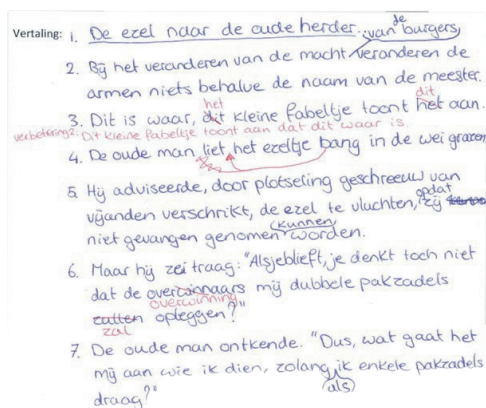 Vertaling: 1. De ezel naar de oude herder. van de burgers,
2. Bij het veranderen van de macht veranderen de
armen niets behalve de naam van de meester.
3. Dit is waar, dit het kleine fabeltje toont het dit aan.
verbetering: Dit kleine fabeltje toont aan dat dit waar is.
4. De oude man liet het ezeltje bang in de wei grazen
5. Hij adviseerde, door plotseling geschreeuw van
vijanden verschrikt, de ezel te vluchten, opdat zij
niet gevangen genomen kunnen worden.
6. Maar hij zei traag: "Alsjeblieft, je denkt toch niet
dat de overwinnaars mij dubbele pakzadels
overwinning
zullen opleggen?"
zal
7. De oude man ontkende. "Dus, wat gaat het
mij aan wie ik dien, zolang als ik enkele pakzadels
draag?"